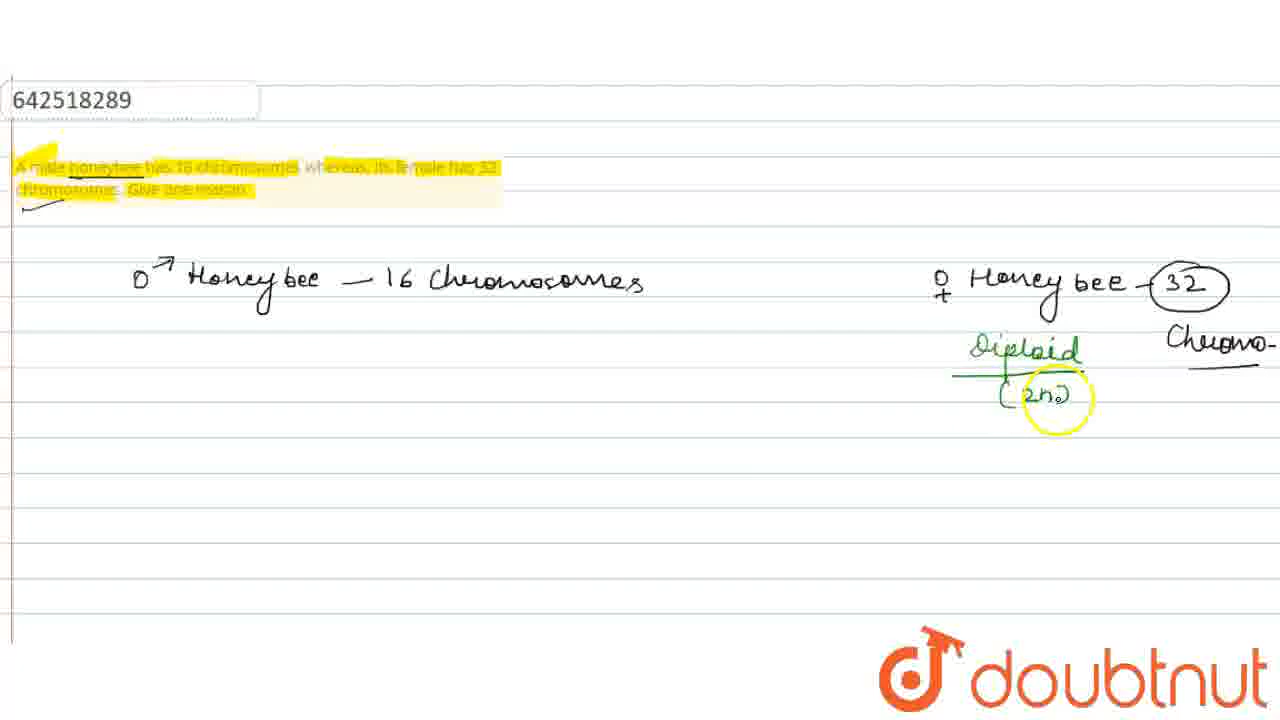 642518289
A male honeybee has 16 chromosomes whereas, its female has 32
chromosomes. Give one reason.
♂ Honeybee — 16 Chromosomes
♀ Honeybee — 32
Chromo-
Diploid
(2n)
doubtnut